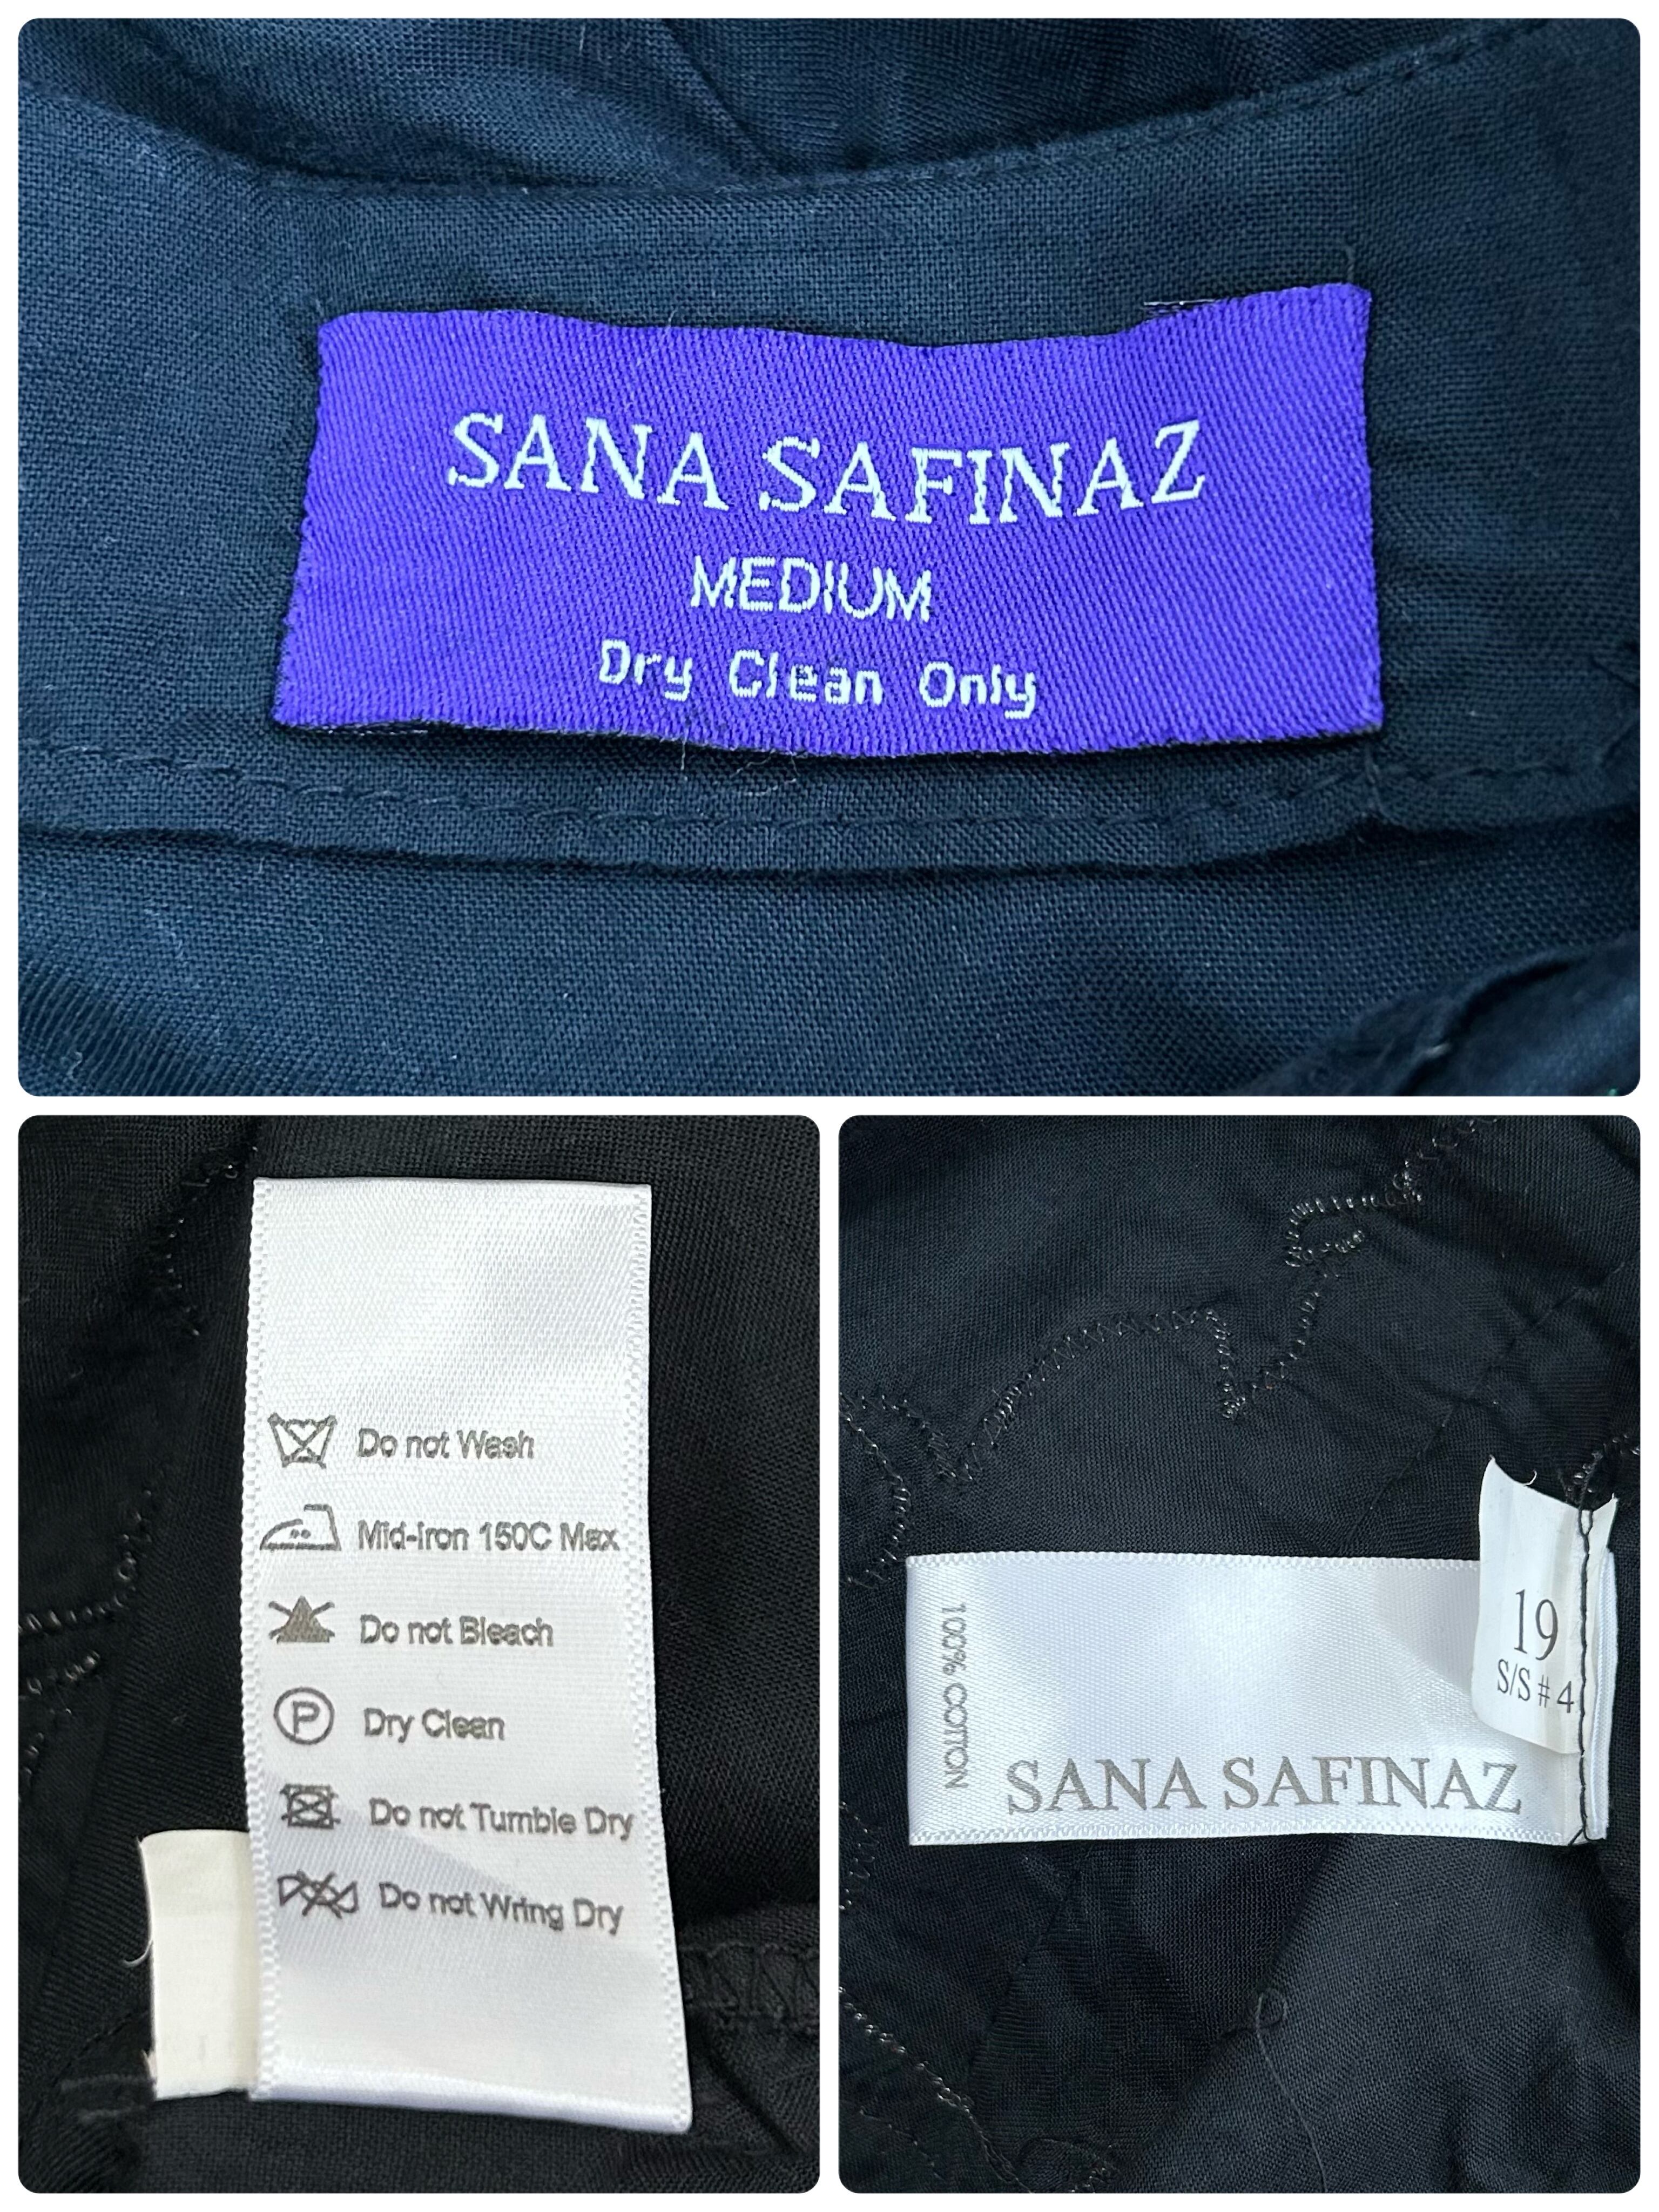 SANA SAFINAZ
MEDIUM
Dry Clean Only
Do not Wash
Mid-iron 150C Max
Do not Bleach
P Dry Clean
Do not Tumble Dry
Do not Wring Dry
100% COTTON
SANA SAFINAZ
19
S/S # 4